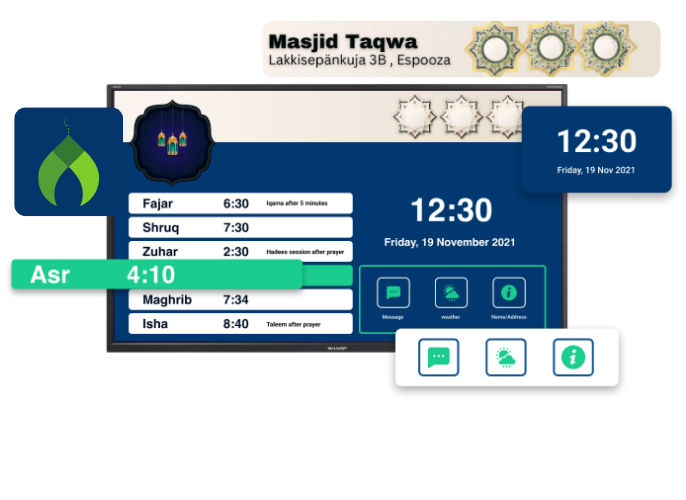 Masjid Taqwa
Lakkisepänkuja 3B , Espooza
12:30
Friday, 19 Nov 2021
Fajar 6:30 Iqama after 5 minutes
Shruq 7:30
Zuhar 2:30 Hadees session after prayer
Asr 4:10
Maghrib 7:34
Isha 8:40 Taleem after prayer
12:30
Friday, 19 November 2021
Message weather Name/Address
SHARP